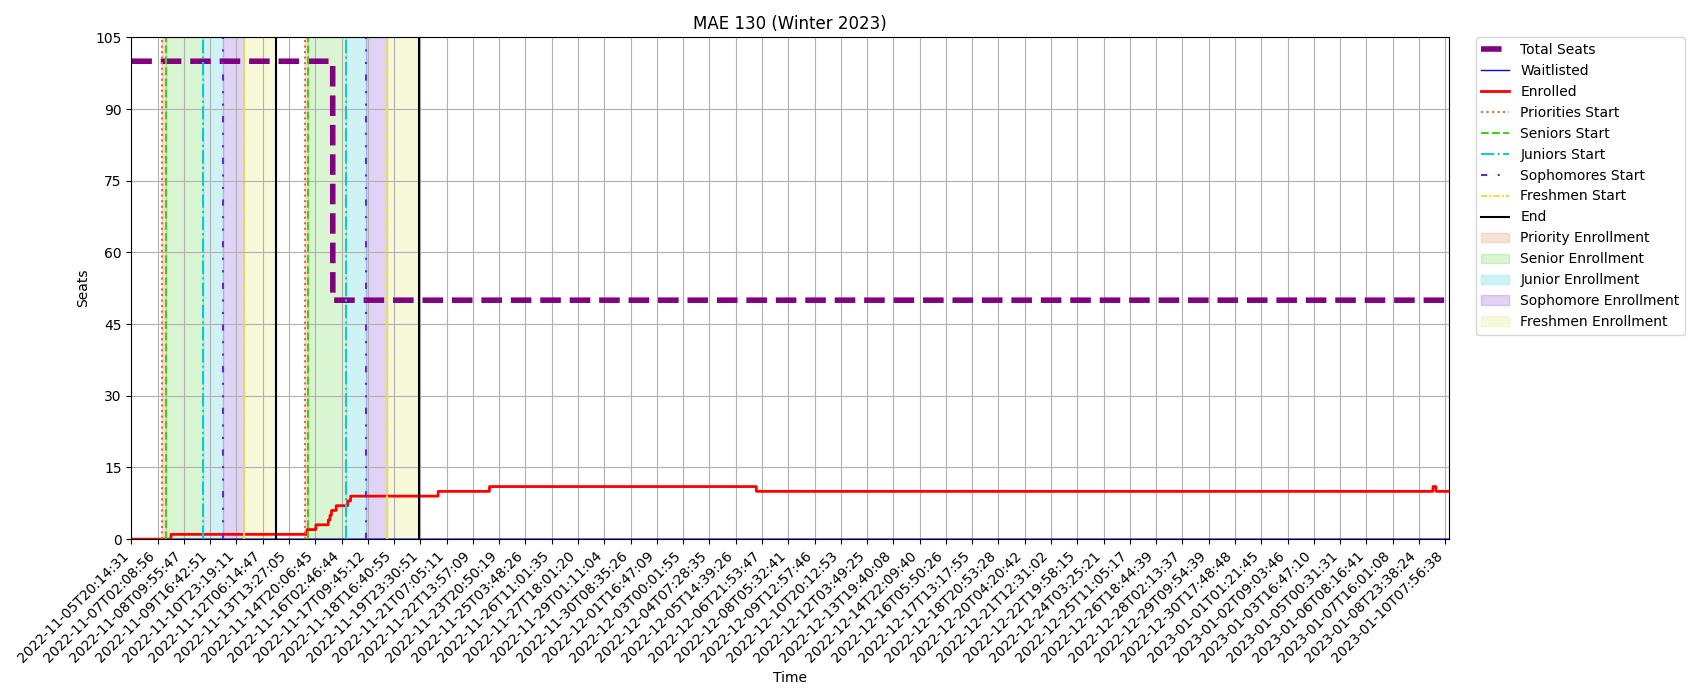 MAE 130 (Winter 2023)
105
90
75
60
45
30
15
0
Seats
2022-11-05T20:14:31
2022-11-07T02:08:56
2022-11-08T09:55:47
2022-11-09T16:42:51
2022-11-10T23:19:11
2022-11-12T06:14:47
2022-11-13T13:27:05
2022-11-14T20:06:45
2022-11-16T02:46:44
2022-11-17T09:45:12
2022-11-18T16:40:55
2022-11-19T23:30:51
2022-11-21T07:05:11
2022-11-22T13:57:09
2022-11-23T20:50:19
2022-11-25T03:48:26
2022-11-26T11:01:35
2022-11-27T18:01:20
2022-11-29T01:11:04
2022-11-30T08:35:26
2022-12-01T16:47:09
2022-12-03T00:01:55
2022-12-04T07:28:35
2022-12-05T14:39:26
2022-12-06T21:53:47
2022-12-08T05:32:41
2022-12-09T12:57:46
2022-12-10T20:12:53
2022-12-12T03:49:25
2022-12-13T19:40:08
2022-12-14T22:09:40
2022-12-16T05:50:26
2022-12-17T13:17:55
2022-12-18T20:53:28
2022-12-20T04:20:42
2022-12-21T12:31:02
2022-12-22T19:58:15
2022-12-24T03:25:21
2022-12-25T11:05:17
2022-12-26T18:44:39
2022-12-28T02:13:37
2022-12-29T09:54:39
2022-12-30T17:48:48
2023-01-01T01:21:45
2023-01-02T09:03:46
2023-01-03T16:47:10
2023-01-05T00:31:31
2023-01-06T08:16:41
2023-01-07T16:01:08
2023-01-08T23:38:24
2023-01-10T07:56:38
Time
Total Seats
Waitlisted
Enrolled
Priorities Start
Seniors Start
Juniors Start
Sophomores Start
Freshmen Start
End
Priority Enrollment
Senior Enrollment
Junior Enrollment
Sophomore Enrollment
Freshmen Enrollment